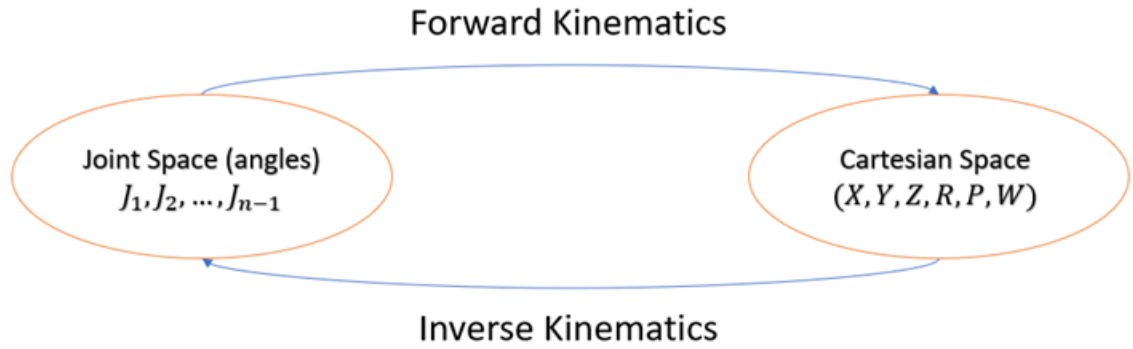 Forward Kinematics
Joint Space (angles)
J₁, J₂, ..., Jₙ₋₁
Cartesian Space
(X, Y, Z, R, P, W)
Inverse Kinematics